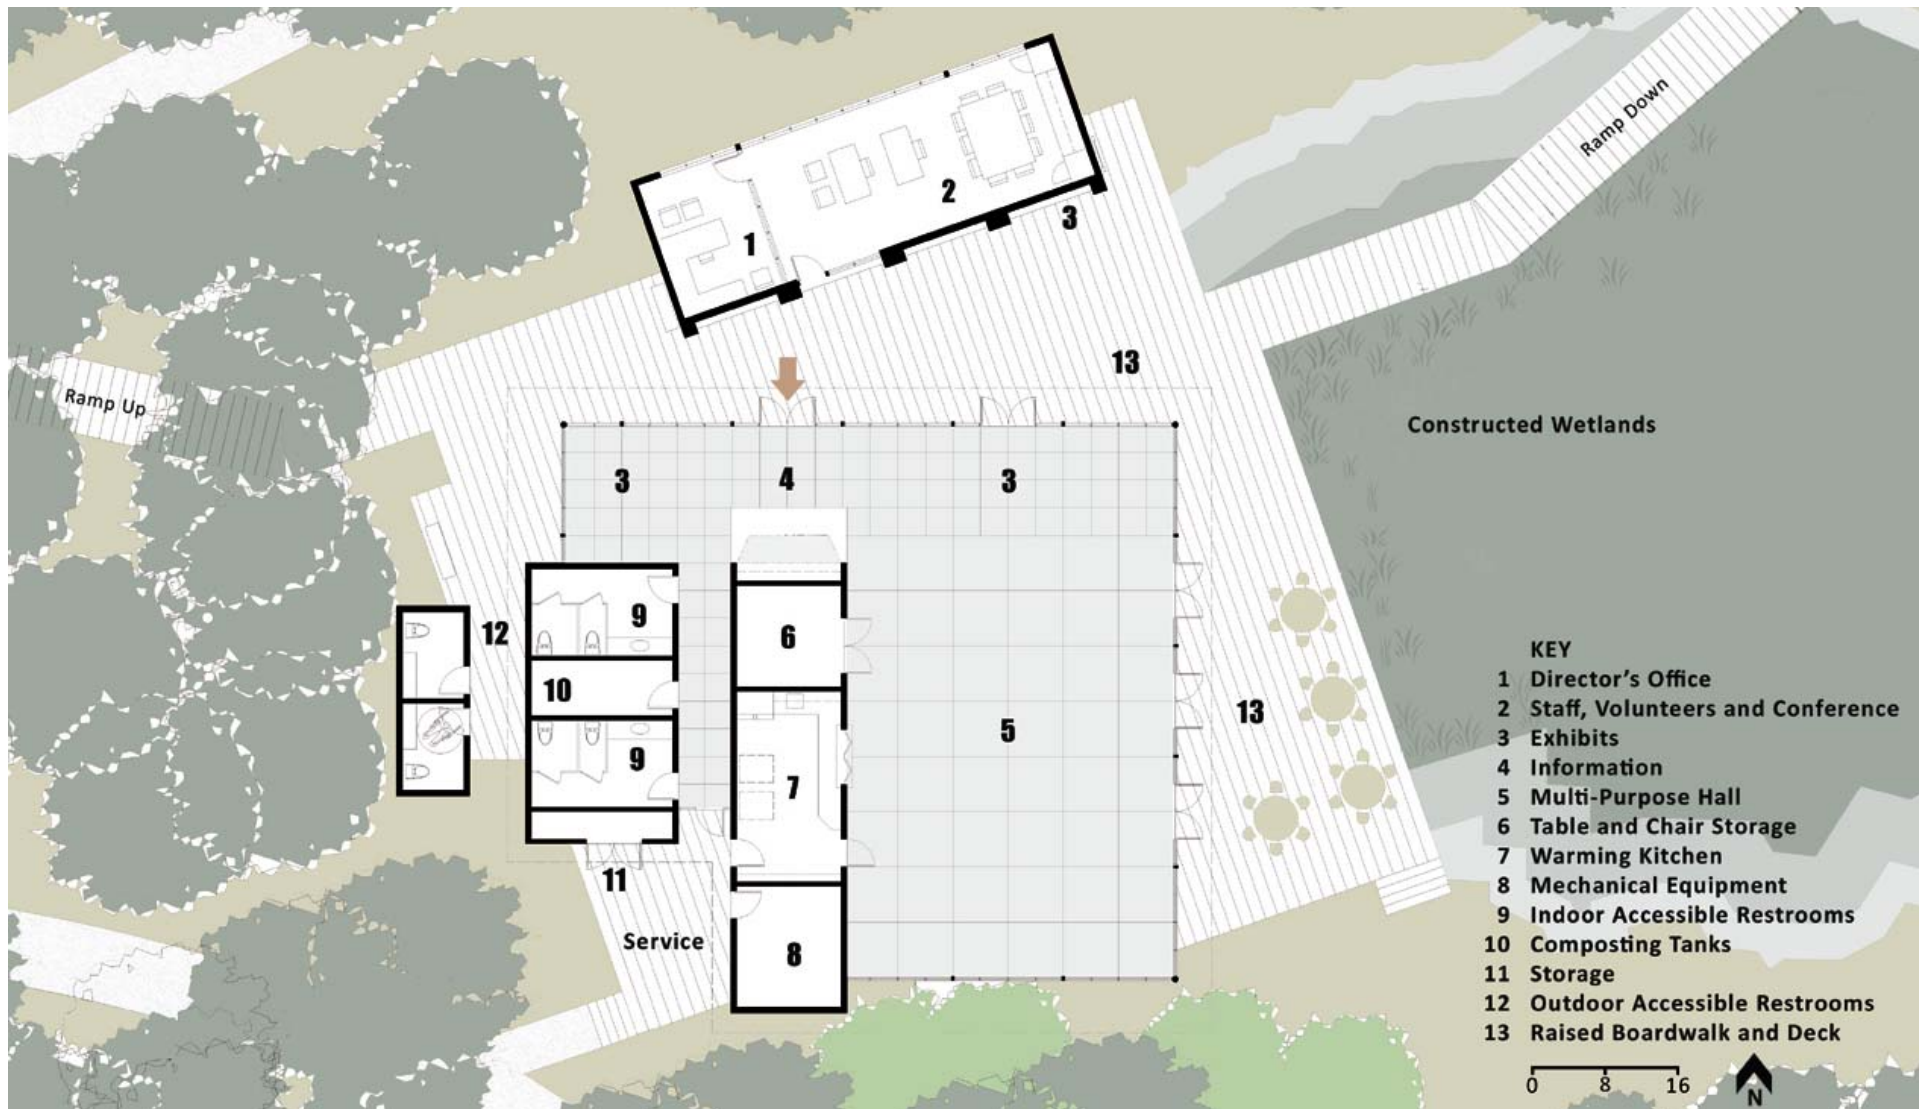 Ramp Down
2
3
1
13
Ramp Up
Constructed Wetlands
3
4
3
9
12
6
10
13
5
9
7
11
Service
8
KEY
1 Director's Office
2 Staff, Volunteers and Conference
3 Exhibits
4 Information
5 Multi-Purpose Hall
6 Table and Chair Storage
7 Warming Kitchen
8 Mechanical Equipment
9 Indoor Accessible Restrooms
10 Composting Tanks
11 Storage
12 Outdoor Accessible Restrooms
13 Raised Boardwalk and Deck
0 8 16
N